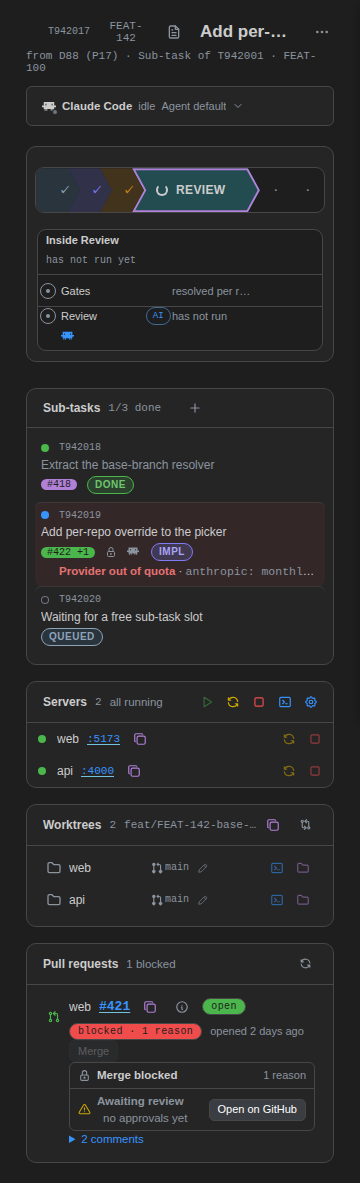 T942017 FEAT-142 Add per-…
from D88 (P17) · Sub-task of T942001 · FEAT-100
Claude Code idle Agent default
REVIEW
Inside Review
has not run yet
Gates resolved per r…
Review AI has not run
Sub-tasks 1/3 done
T942018
Extract the base-branch resolver
#418 DONE
T942019
Add per-repo override to the picker
#422 +1 IMPL
Provider out of quota · anthropic: monthl…
T942020
Waiting for a free sub-task slot
QUEUED
Servers 2 all running
web :5173
api :4000
Worktrees 2 feat/FEAT-142-base-…
web main
api main
Pull requests 1 blocked
web #421 open
blocked · 1 reason opened 2 days ago
Merge
Merge blocked 1 reason
Awaiting review
no approvals yet
Open on GitHub
2 comments